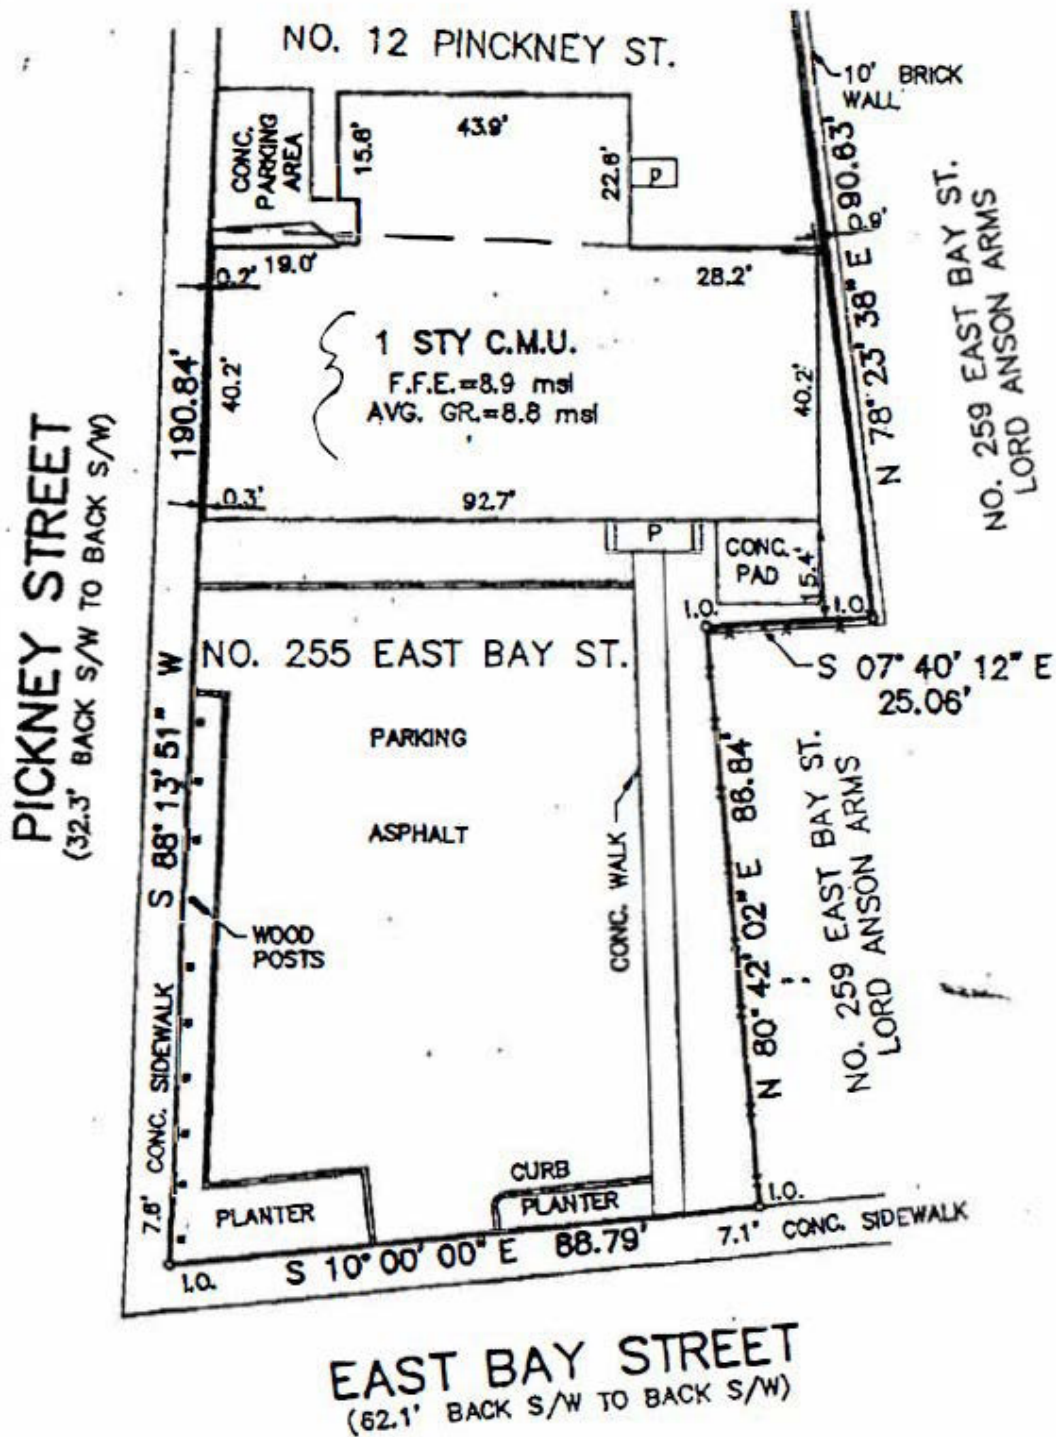 NO. 12 PINCKNEY ST.
10' BRICK
WALL
CONC.
PARKING
AREA
15.6'
43.9'
22.6'
P
N 78° 23' 38" E 90.63'
0.9'
NO. 259 EAST BAY ST.
LORD ANSON ARMS
19.0'
0.2'
28.2'
1 STY C.M.U.
F.F.E.=8.9 msl
AVG. GR.=8.8 msl
40.2'
40.2'
S 88° 13' 51" W 190.84'
PICKNEY STREET
(32.3' BACK S/W TO BACK S/W)
0.3'
92.7'
P
CONC.
PAD
15.4'
I.O.
I.O.
S 07° 40' 12" E
25.06'
NO. 255 EAST BAY ST.
PARKING
ASPHALT
CONC. WALK
N 80° 42' 02" E 86.84'
NO. 259 EAST BAY ST.
LORD ANSON ARMS
WOOD
POSTS
7.6' CONC. SIDEWALK
PLANTER
CURB
PLANTER
I.O.
7.1' CONC. SIDEWALK
I.O.
S 10° 00' 00" E 88.79'
EAST BAY STREET
(62.1' BACK S/W TO BACK S/W)